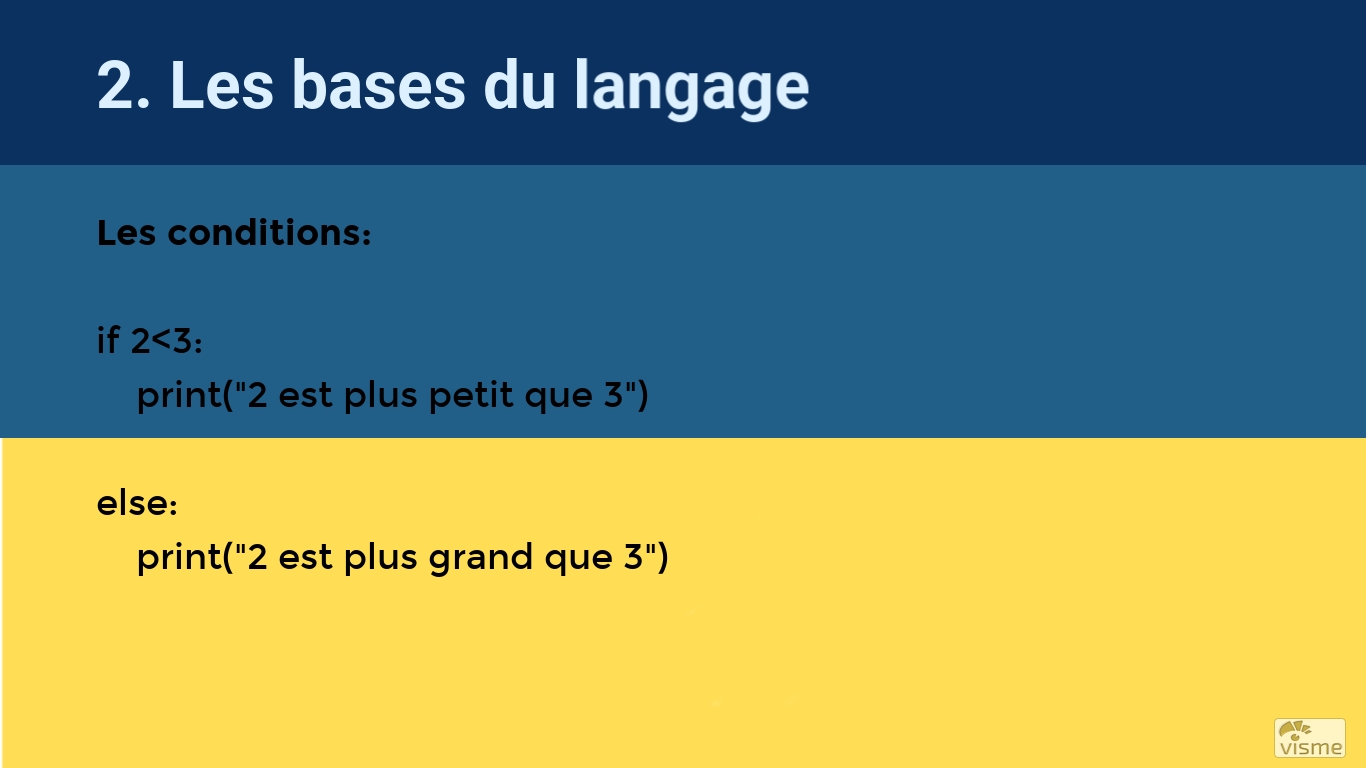 2. Les bases du langage
Les conditions:
if 2<3:
print("2 est plus petit que 3")
else:
print("2 est plus grand que 3")
visme